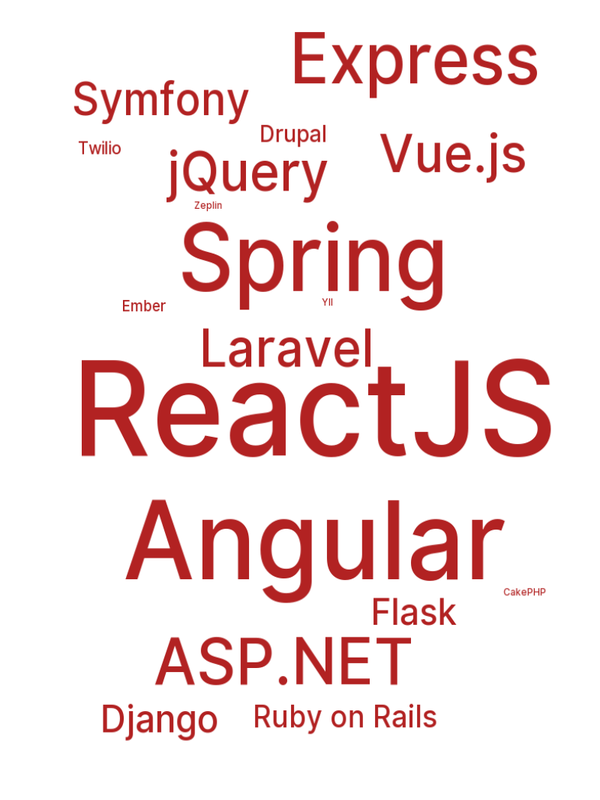 Express
Symfony
Drupal
Twilio
Vue.js
jQuery
Zeplin
Spring
YII
Ember
Laravel
ReactJS
Angular
CakePHP
Flask
ASP.NET
Django
Ruby on Rails